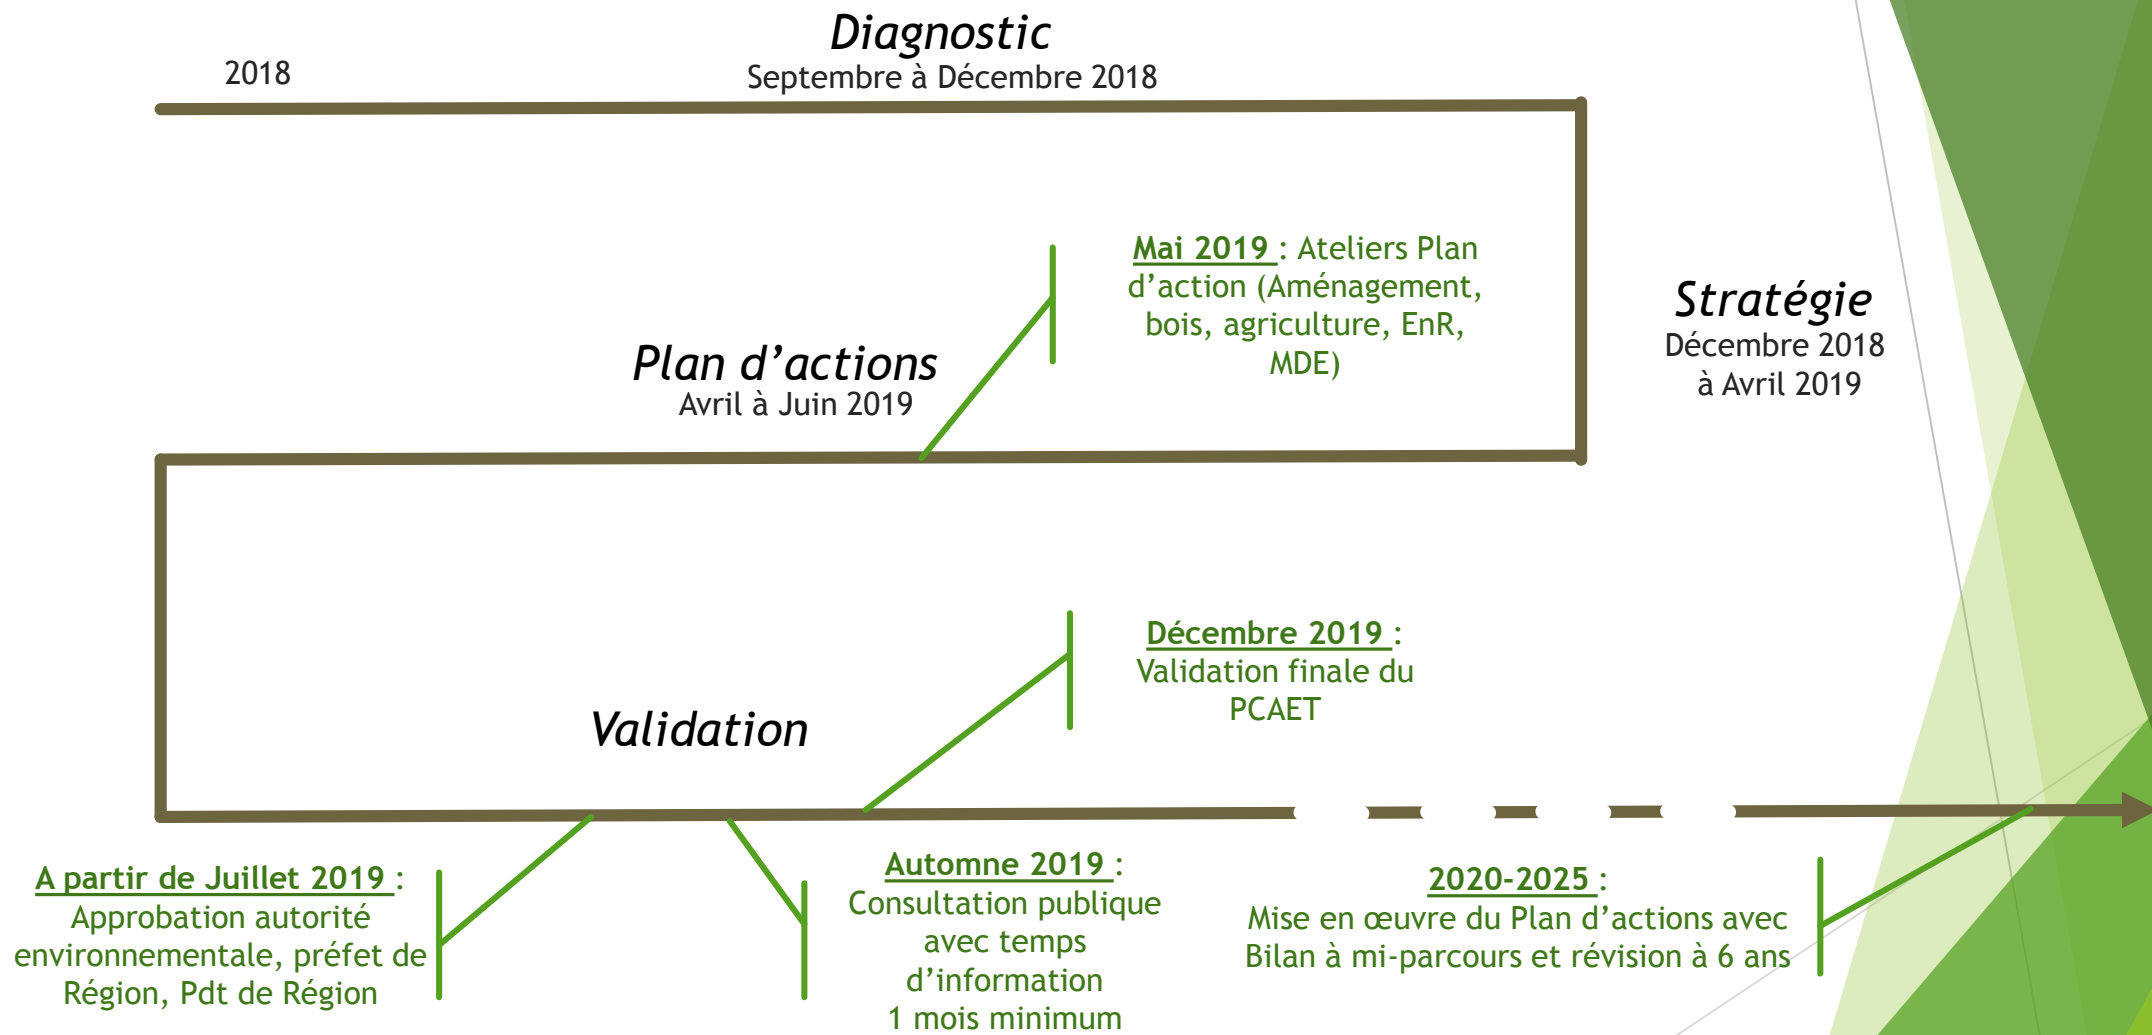 2018
Diagnostic
Septembre à Décembre 2018
Stratégie
Décembre 2018
à Avril 2019
Mai 2019 : Ateliers Plan
d’action (Aménagement,
bois, agriculture, EnR,
MDE)
Plan d’actions
Avril à Juin 2019
Validation
A partir de Juillet 2019 :
Approbation autorité
environnementale, préfet de
Région, Pdt de Région
Automne 2019 :
Consultation publique
avec temps
d’information
1 mois minimum
Décembre 2019 :
Validation finale du
PCAET
2020-2025 :
Mise en œuvre du Plan d’actions avec
Bilan à mi-parcours et révision à 6 ans